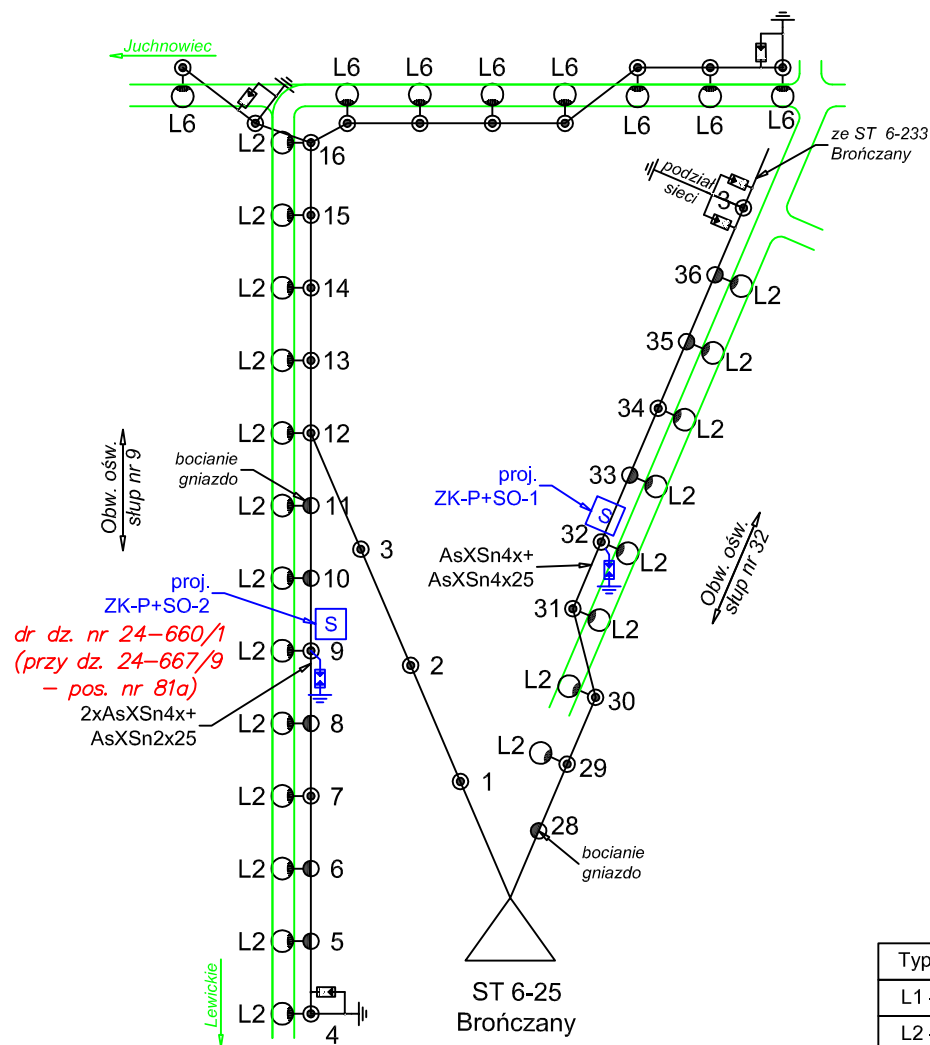 Juchnowiec
L6
L6
L6
L6
L6
L6
L6
L6
ze ST 6-233
Brończany
L2
16
podział
sieci
3
L2
15
36
L2
L2
14
35
L2
L2
13
34
L2
Obw. ośw.
słup nr 9
L2
12
bocianie
gniazdo
33
L2
L2
11
proj.
ZK-P+SO-1
S
32
L2
3
AsXSn4x+
AsXSn4x25
Obw. ośw.
słup nr 32
L2
10
proj.
ZK-P+SO-2
S
31
L2
dr dz. nr 24-660/1
(przy dz. 24-667/9
- pos. nr 81a)
L2
9
2
L2
30
2xAsXSn4x+
AsXSn2x25
L2
8
L2
29
L2
7
1
28
bocianie
gniazdo
L2
6
L2
5
Lewickie
L2
4
ST 6-25
Brończany
Typ
L1 -
L2 -